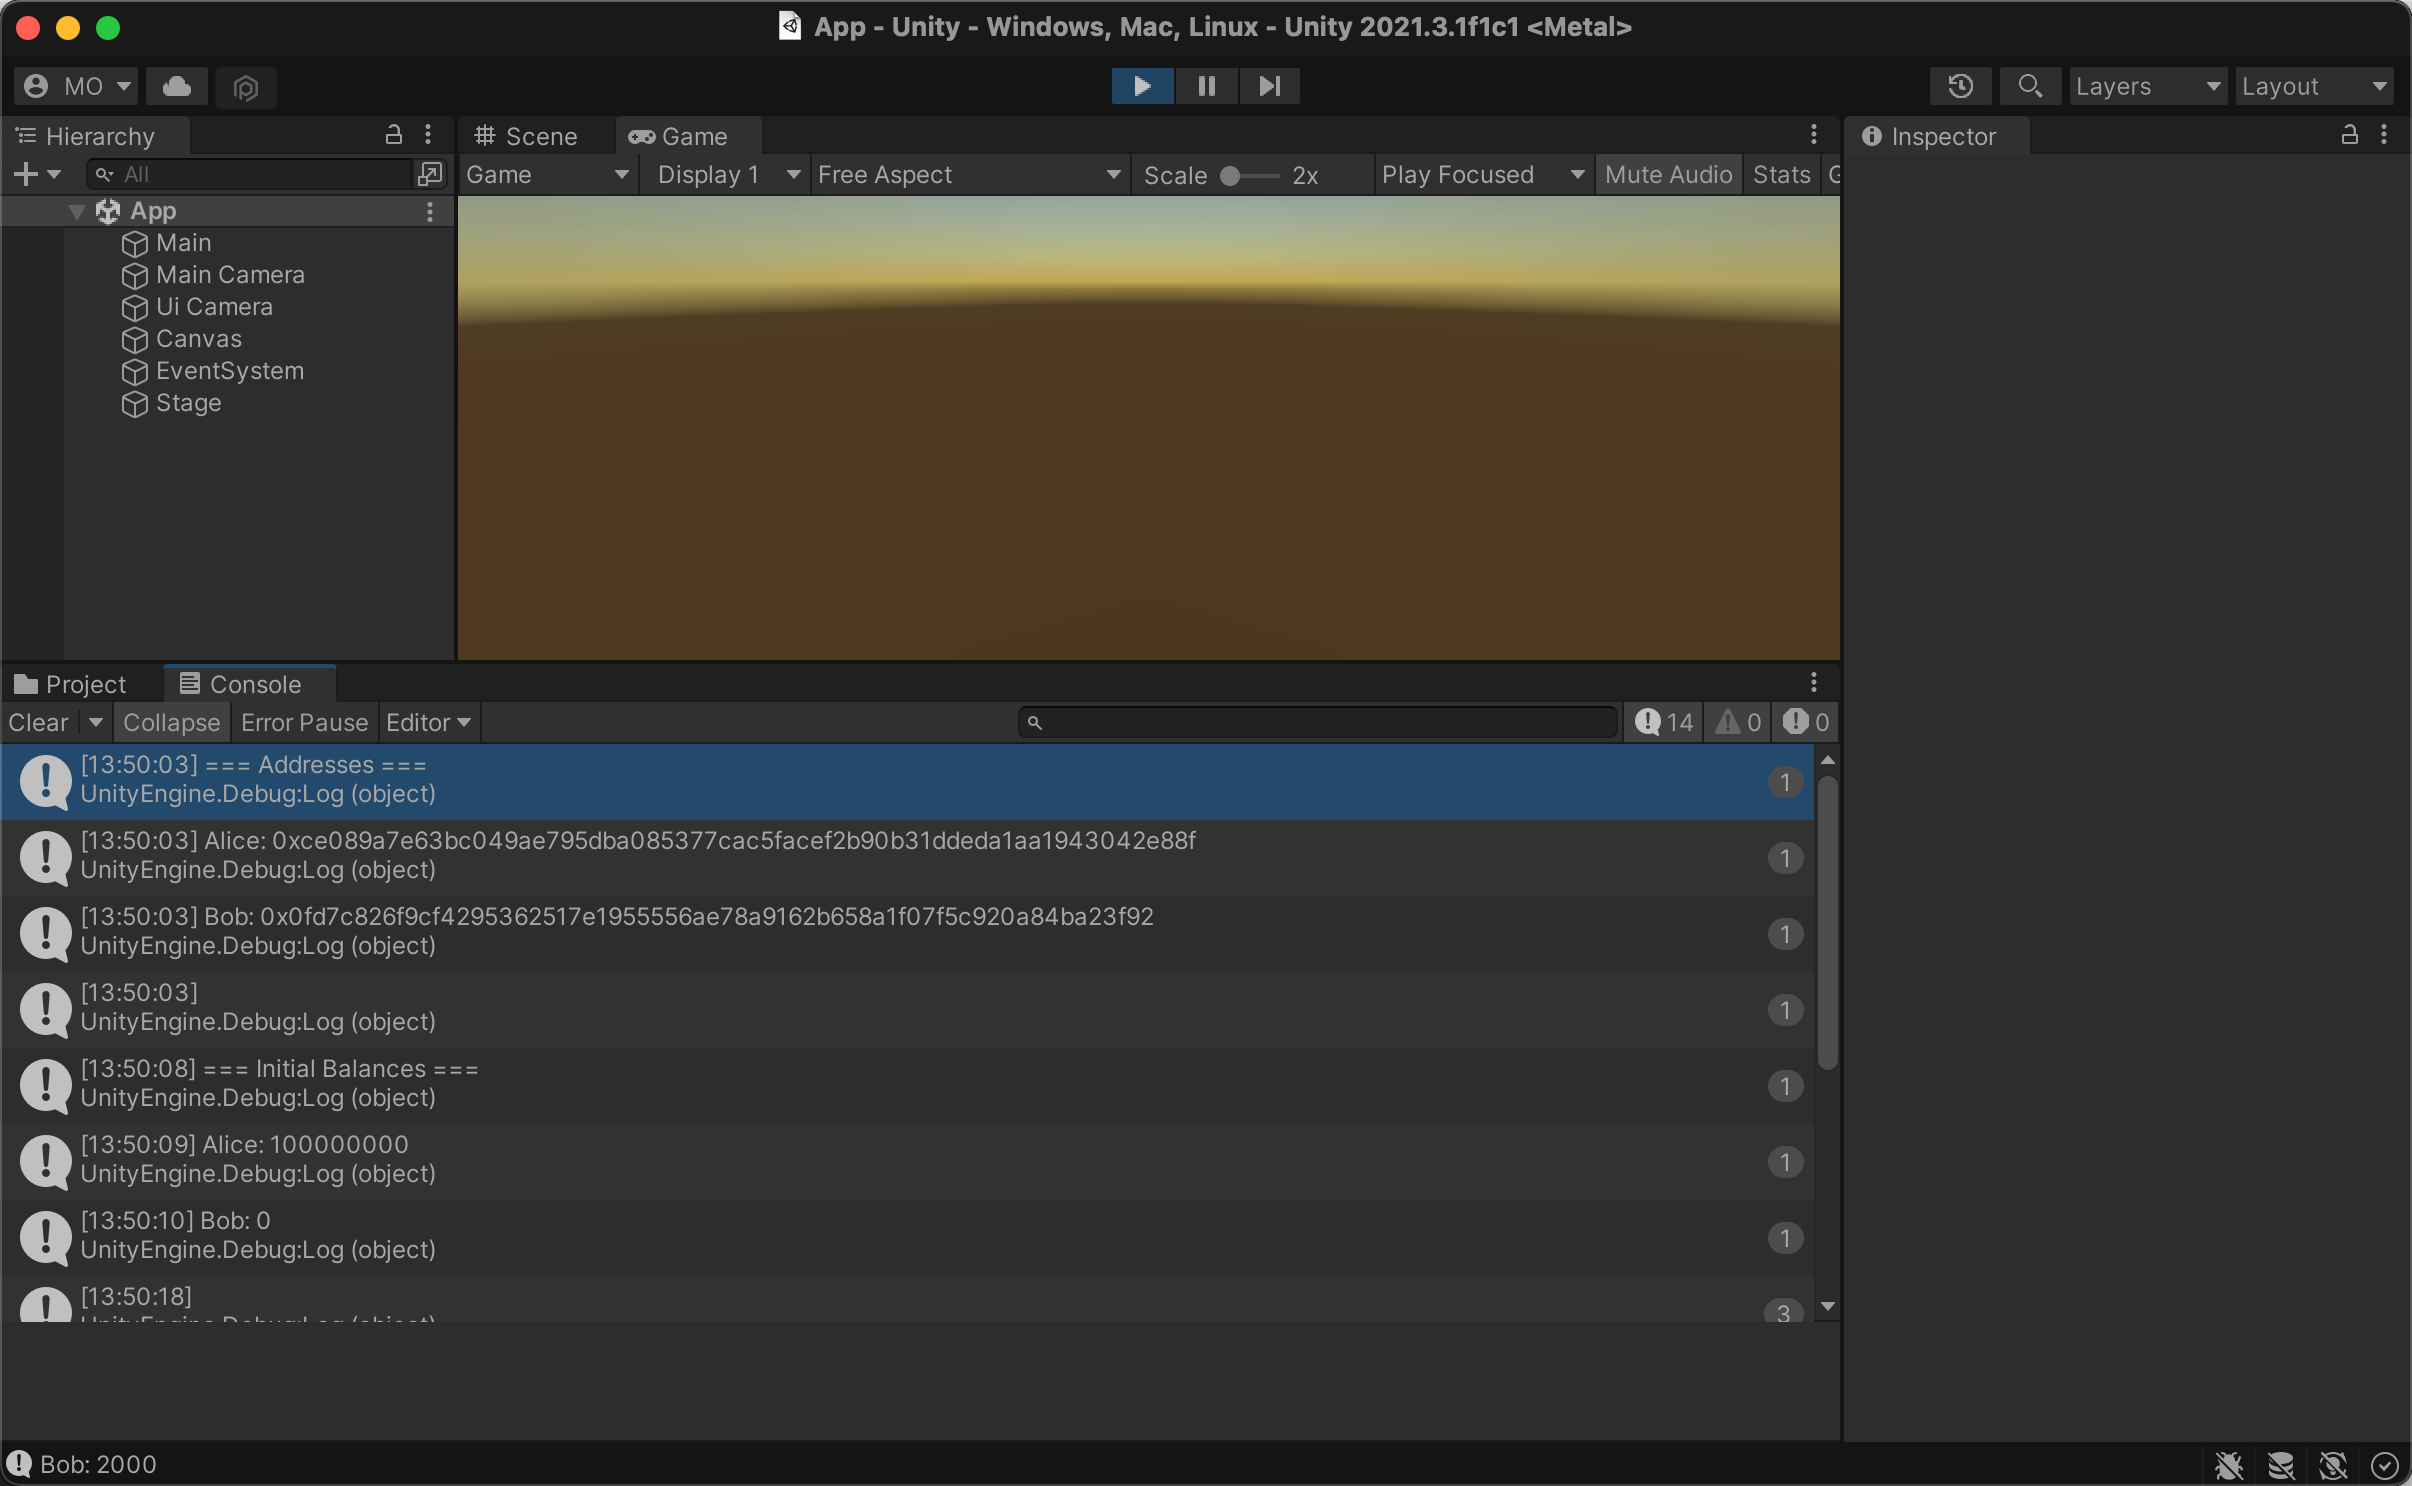 App - Unity - Windows, Mac, Linux - Unity 2021.3.1f1c1 <Metal>
MO
Layers
Layout
Hierarchy
All
App
Main
Main Camera
Ui Camera
Canvas
EventSystem
Stage
Scene
Game
Game
Display 1
Free Aspect
Scale
2x
Play Focused
Mute Audio
Stats
Inspector
Project
Console
Clear
Collapse
Error Pause
Editor
14
0
0
[13:50:03] === Addresses ===
UnityEngine.Debug:Log (object)
1
[13:50:03] Alice: 0xce089a7e63bc049ae795dba085377cac5facef2b90b31ddeda1aa1943042e88f
UnityEngine.Debug:Log (object)
1
[13:50:03] Bob: 0x0fd7c826f9cf4295362517e1955556ae78a9162b658a1f07f5c920a84ba23f92
UnityEngine.Debug:Log (object)
1
[13:50:03]
UnityEngine.Debug:Log (object)
1
[13:50:08] === Initial Balances ===
UnityEngine.Debug:Log (object)
1
[13:50:09] Alice: 100000000
UnityEngine.Debug:Log (object)
1
[13:50:10] Bob: 0
UnityEngine.Debug:Log (object)
1
[13:50:18]
UnityEngine.Debug:Log (object)
3
Bob: 2000